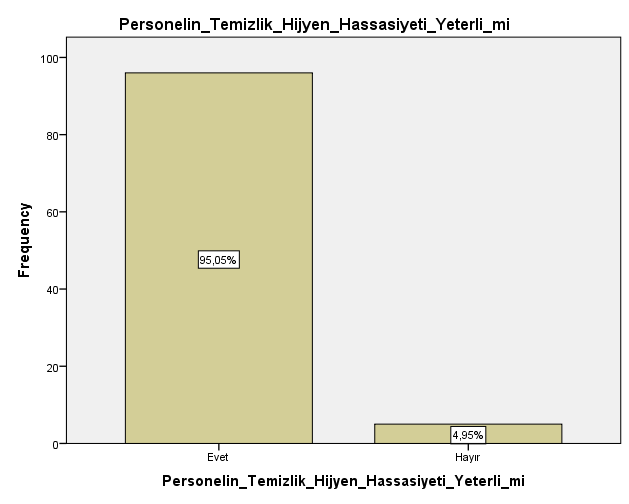 Personelin_Temizlik_Hijyen_Hassasiyeti_Yeterli_mi
100
80
60
40
20
0
Frequency
95,05%
4,95%
Evet
Hayır
Personelin_Temizlik_Hijyen_Hassasiyeti_Yeterli_mi